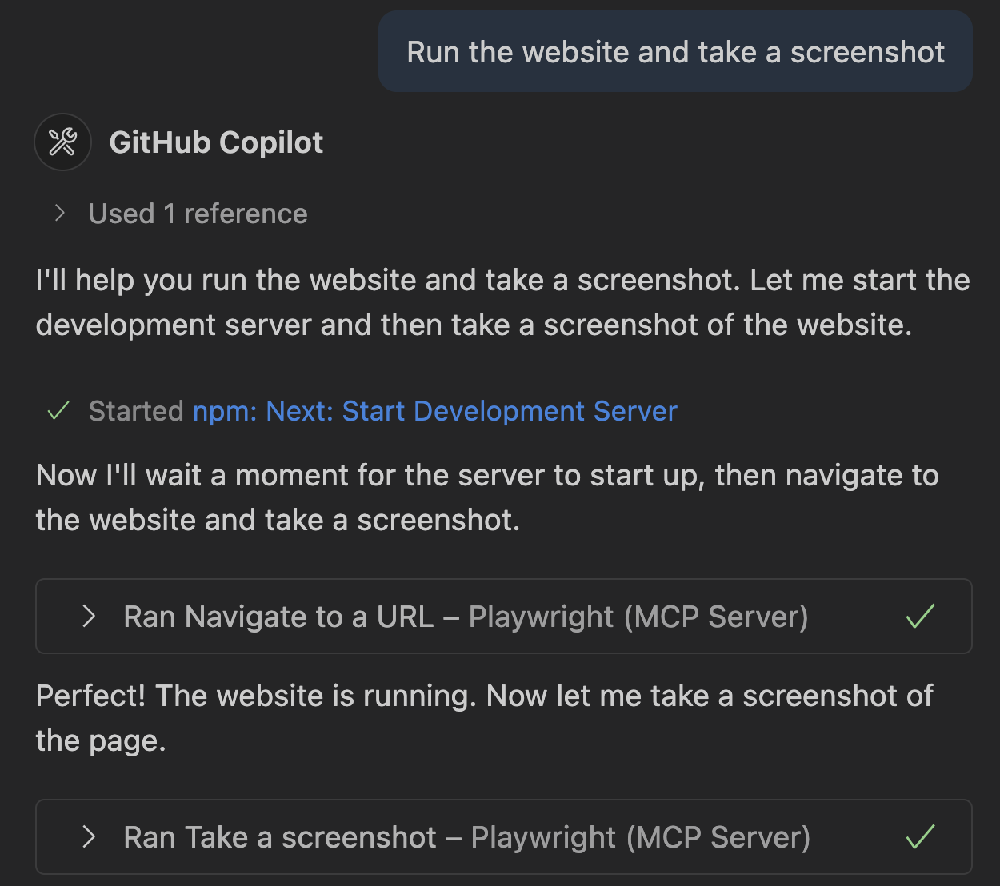 Run the website and take a screenshot
GitHub Copilot
Used 1 reference
I'll help you run the website and take a screenshot. Let me start the
development server and then take a screenshot of the website.
Started npm: Next: Start Development Server
Now I'll wait a moment for the server to start up, then navigate to
the website and take a screenshot.
Ran Navigate to a URL – Playwright (MCP Server)
Perfect! The website is running. Now let me take a screenshot of
the page.
Ran Take a screenshot – Playwright (MCP Server)